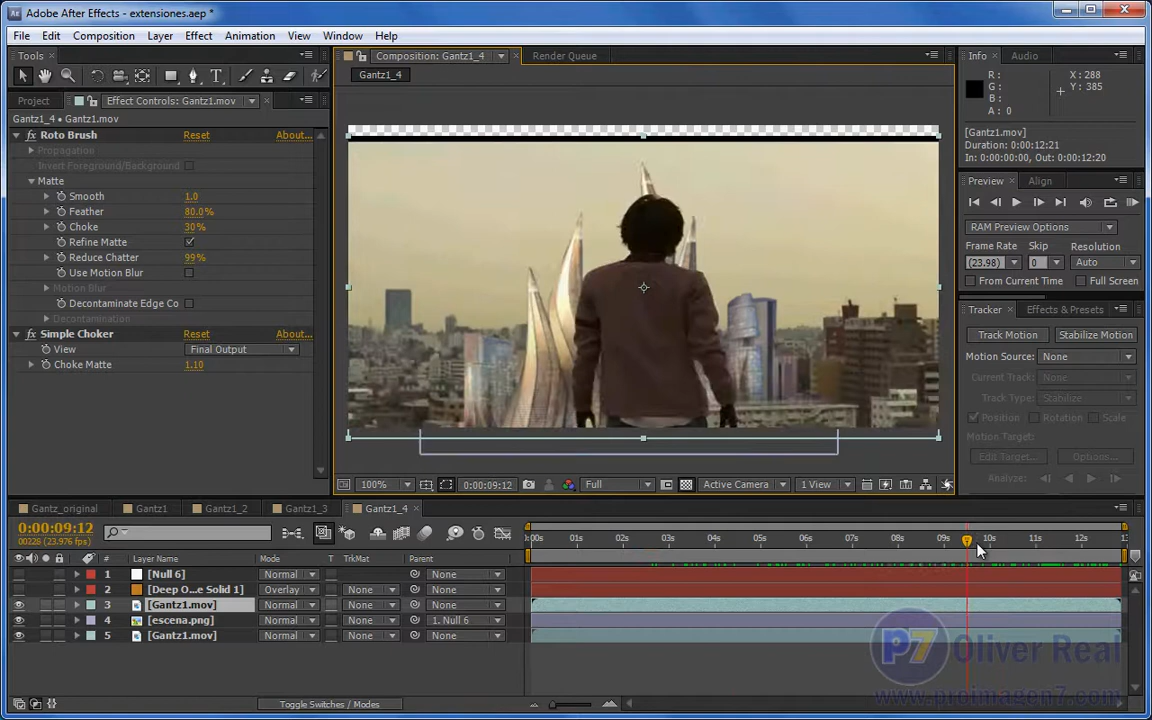 Adobe After Effects - extensiones.aep *
File Edit Composition Layer Effect Animation View Window Help
Tools
Composition: Gantz1_4
Render Queue
Info
Audio
Gantz1_4
Project
Effect Controls: Gantz1.mov
Gantz1_4 • Gantz1.mov
R:
G:
B:
A: 0
X: 288
Y: 385
[Gantz1.mov]
Duration: 0:00:12:21
In: 0:00:00:00, Out: 0:00:12:20
Roto Brush Reset About...
Propagation
Invert Foreground/Background
Matte
Smooth 1.0
Feather 80.0%
Choke 30%
Refine Matte
Reduce Chatter 99%
Use Motion Blur
Motion Blur
Decontaminate Edge Co
Decontamination
Simple Choker Reset About...
View Final Output
Choke Matte 1.10
Preview Align
RAM Preview Options
Frame Rate Skip Resolution
(23.98) 0 Auto
From Current Time Full Screen
Tracker Effects & Presets
Track Motion Stabilize Motion
Motion Source: None
Current Track: None
Track Type: Stabilize
Position Rotation Scale
Motion Target:
Edit Target... Options...
Analyze:
100% 0:00:09:12 Full Active Camera 1 View
Gantz_original Gantz1 Gantz1_2 Gantz1_3 Gantz1_4
0:00:09:12
00228 (23.976 fps)
0:00s 01s 02s 03s 04s 05s 06s 07s 08s 09s 10s 11s 12s 13
# Layer Name Mode T TrkMat Parent
1 [Null 6] Normal None
2 [Deep O...e Solid 1] Overlay None None
3 [Gantz1.mov] Normal None None
4 [escena.png] Normal None 1. Null 6
5 [Gantz1.mov] Normal None None
Toggle Switches / Modes
P7 Oliver Real
www.proimagen7.com